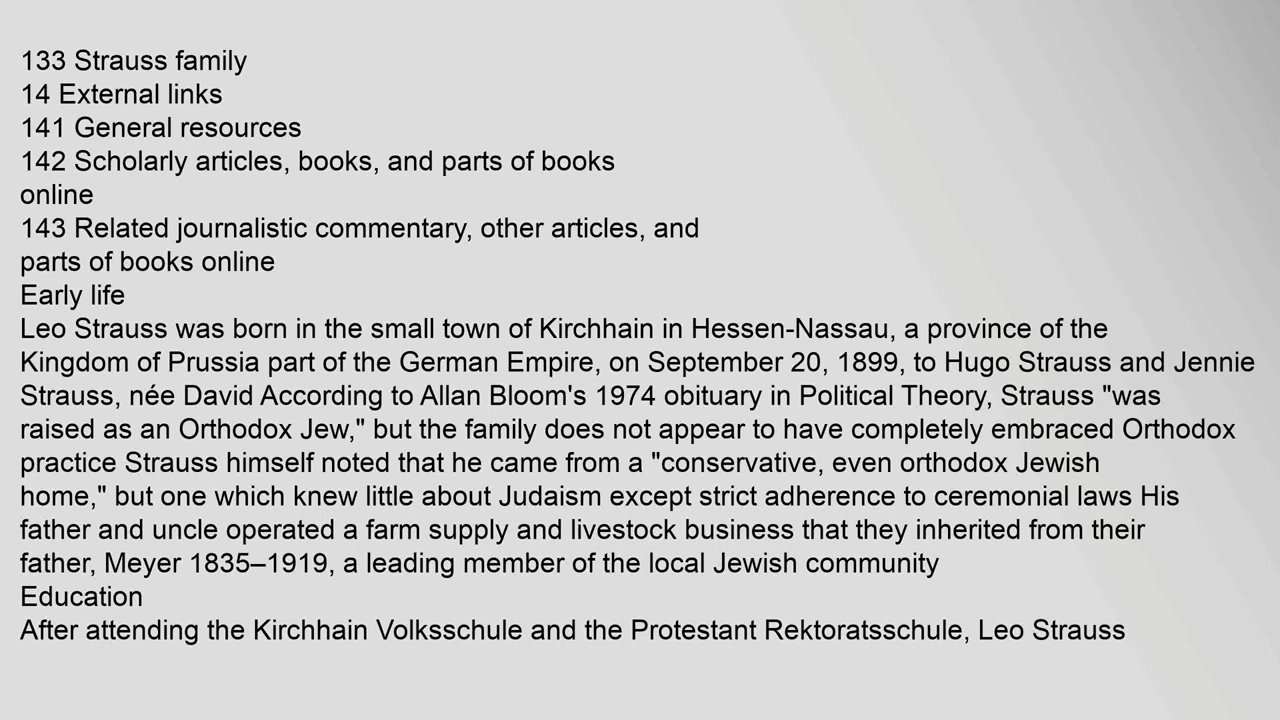 133 Strauss family
14 External links
141 General resources
142 Scholarly articles, books, and parts of books
online
143 Related journalistic commentary, other articles, and
parts of books online
Early life
Leo Strauss was born in the small town of Kirchhain in Hessen-Nassau, a province of the
Kingdom of Prussia part of the German Empire, on September 20, 1899, to Hugo Strauss and Jennie
Strauss, née David According to Allan Bloom's 1974 obituary in Political Theory, Strauss "was
raised as an Orthodox Jew," but the family does not appear to have completely embraced Orthodox
practice Strauss himself noted that he came from a "conservative, even orthodox Jewish
home," but one which knew little about Judaism except strict adherence to ceremonial laws His
father and uncle operated a farm supply and livestock business that they inherited from their
father, Meyer 1835–1919, a leading member of the local Jewish community
Education
After attending the Kirchhain Volksschule and the Protestant Rektoratsschule, Leo Strauss